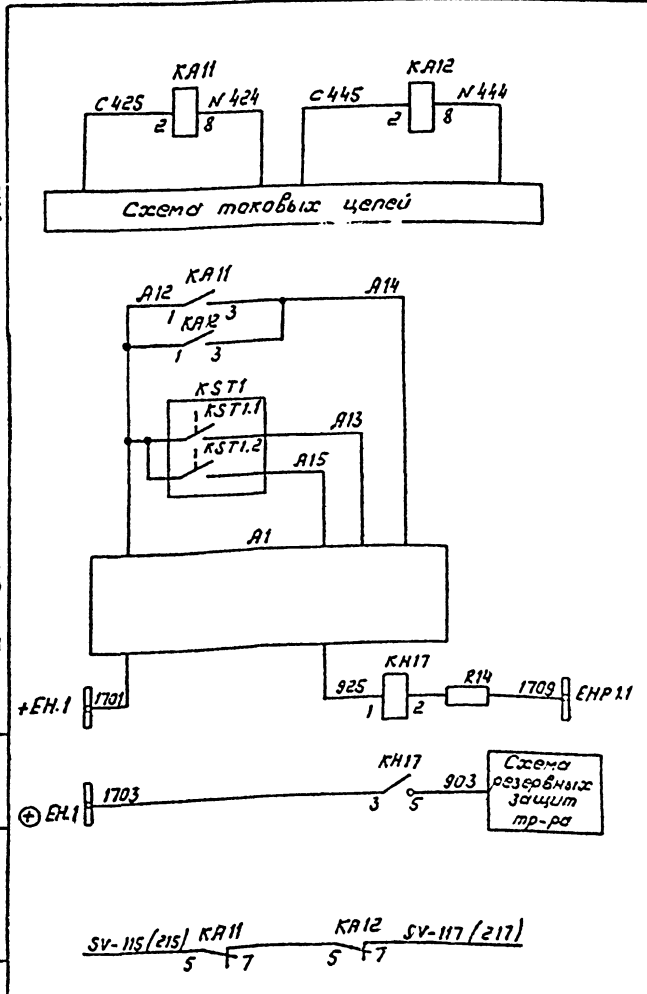 KA11 KA12
C425 N424 C445 N444
2 8 2 8
Схема токовых цепей
KA11
A12 A14
1 3
KA12
1 3
KST1
KST1.1
A13
KST1.2
A15
A1
KH17
+EH.1 1701 925 R14 1709 EHP1.1
1 2
KH17
⊕ EH.1 1703 903
3 5
Схема
резервных
защит
тр-ра
SV-115 (215) KA11 KA12 SV-117 (217)
5 7 5 7